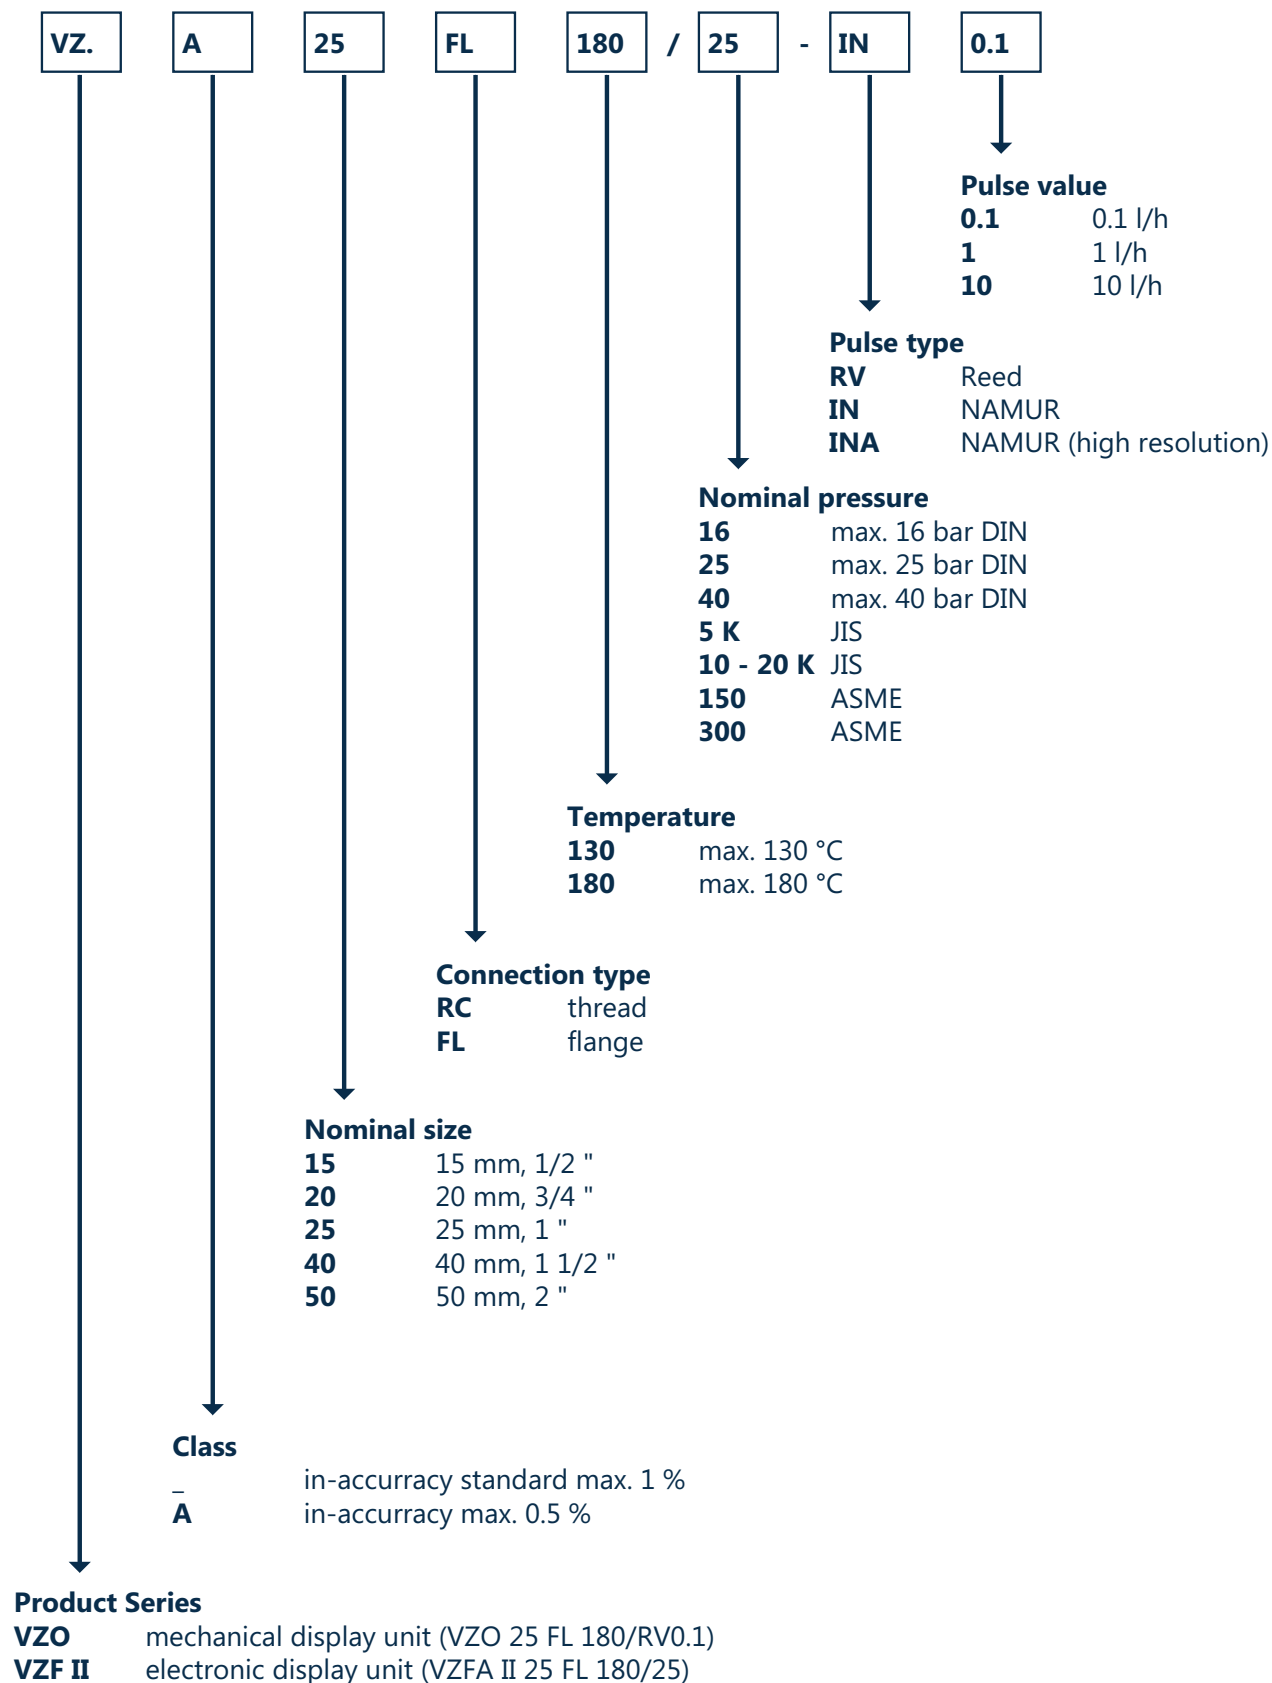 VZ. A 25 FL 180 / 25 - IN 0.1
Pulse value
0.1 0.1 l/h
1 1 l/h
10 10 l/h
Pulse type
RV Reed
IN NAMUR
INA NAMUR (high resolution)
Nominal pressure
16 max. 16 bar DIN
25 max. 25 bar DIN
40 max. 40 bar DIN
5 K JIS
10 - 20 K JIS
150 ASME
300 ASME
Temperature
130 max. 130 °C
180 max. 180 °C
Connection type
RC thread
FL flange
Nominal size
15 15 mm, 1/2 "
20 20 mm, 3/4 "
25 25 mm, 1 "
40 40 mm, 1 1/2 "
50 50 mm, 2 "
Class
_ in-accurracy standard max. 1 %
A in-accurracy max. 0.5 %
Product Series
VZO mechanical display unit (VZO 25 FL 180/RV0.1)
VZF II electronic display unit (VZFA II 25 FL 180/25)